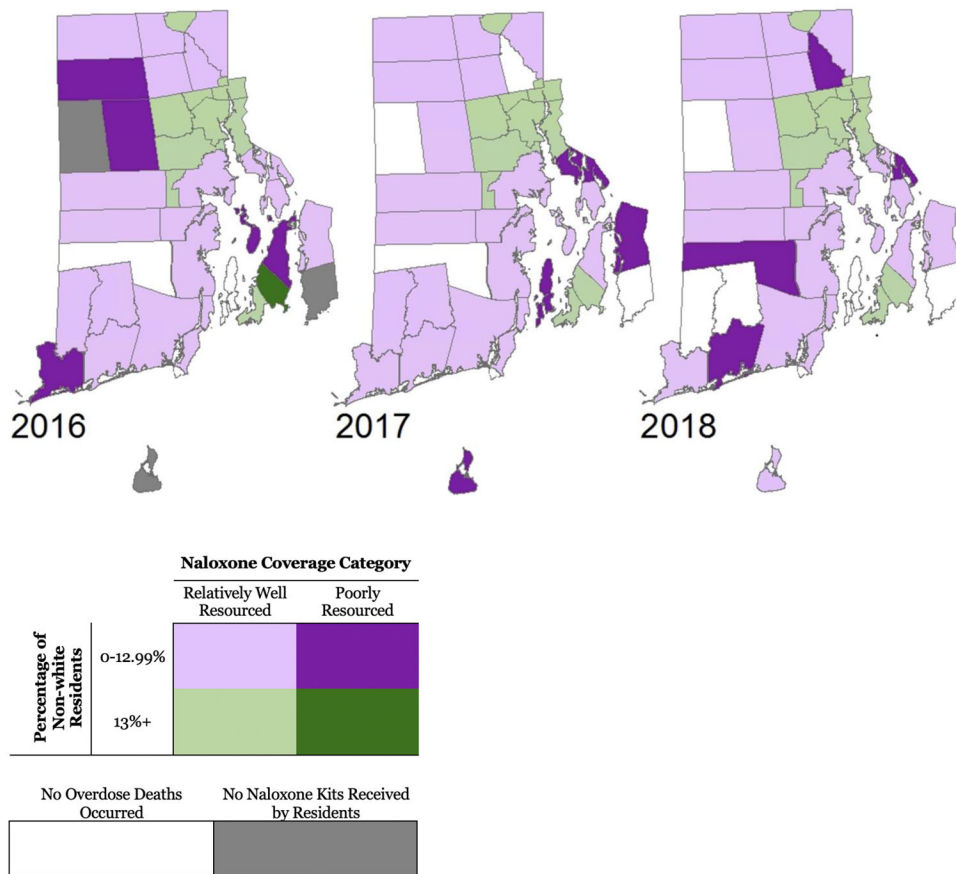 2016
2017
2018
Naloxone Coverage Category
Relatively Well
Resourced
Poorly
Resourced
Percentage of
Non-white
Residents
0-12.99%
13%+
No Overdose Deaths
Occurred
No Naloxone Kits Received
by Residents